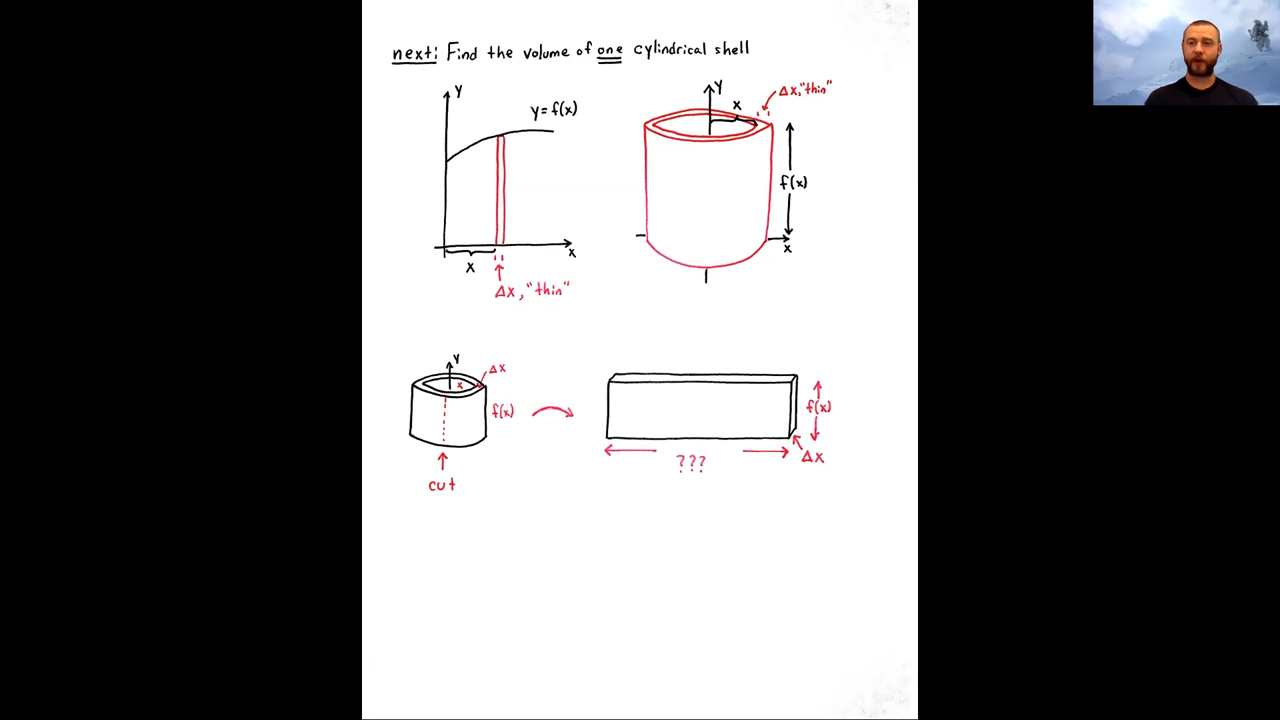 next: Find the volume of one cylindrical shell
y
y = f(x)
x
x
Δx, "thin"
y
x
Δx, "thin"
f(x)
x
y
x
Δx
f(x)
cut
f(x)
Δx
???